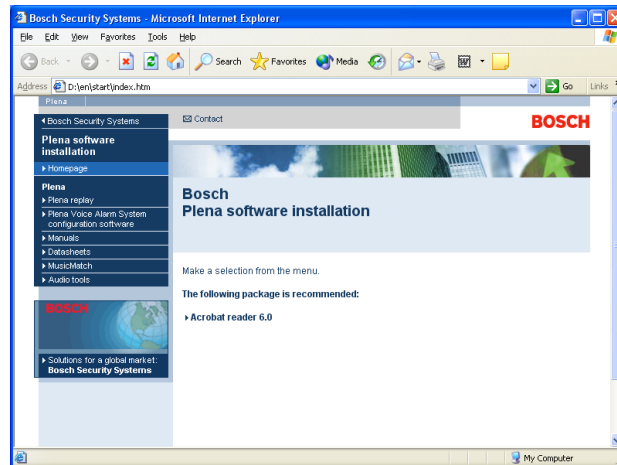 Bosch Security Systems - Microsoft Internet Explorer
File Edit View Favorites Tools Help
Back Search Favorites Media
Address D:\en\start\index.htm Go Links
Plena
Bosch Security Systems
Contact
BOSCH
Plena software
installation
Homepage
Plena
Plena replay
Plena Voice Alarm System
configuration software
Manuals
Datasheets
MusicMatch
Audio tools
BOSCH
Solutions for a global market:
Bosch Security Systems
Bosch
Plena software installation
Make a selection from the menu.
The following package is recommended:
Acrobat reader 6.0
My Computer